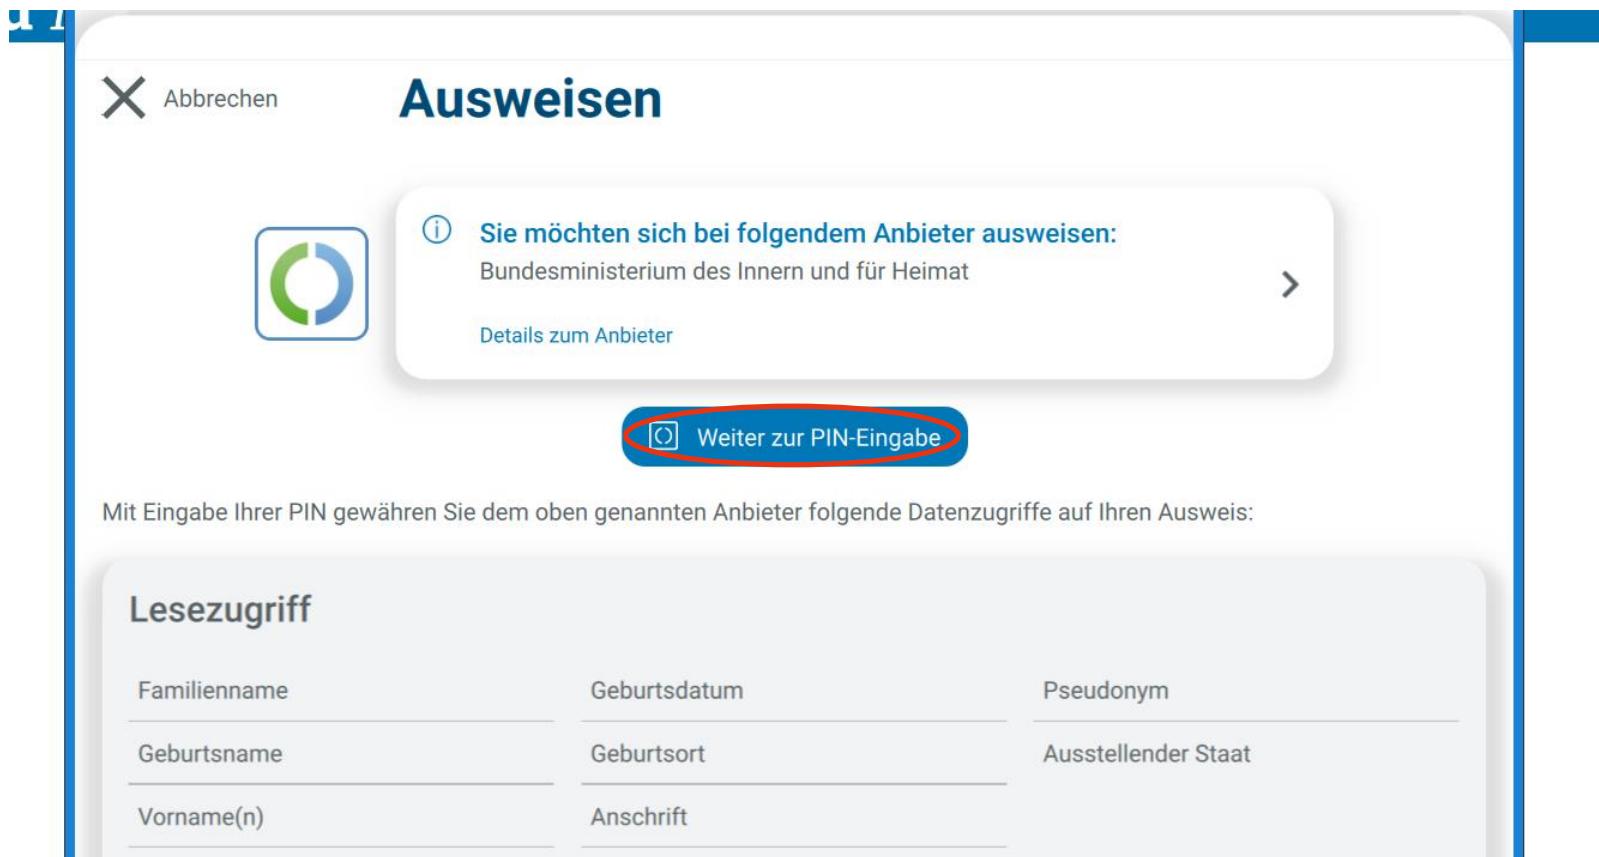 Abbrechen
Ausweisen
Sie möchten sich bei folgendem Anbieter ausweisen:
Bundesministerium des Innern und für Heimat
Details zum Anbieter
Weiter zur PIN-Eingabe
Mit Eingabe Ihrer PIN gewähren Sie dem oben genannten Anbieter folgende Datenzugriffe auf Ihren Ausweis:
Lesezugriff
Familienname
Geburtsdatum
Pseudonym
Geburtsname
Geburtsort
Ausstellender Staat
Vorname(n)
Anschrift